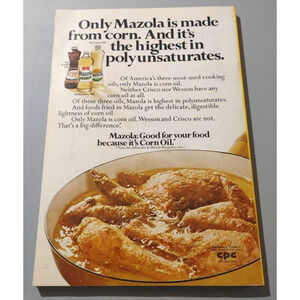 Only Mazola is made
from corn. And it's
the highest in
polyunsaturates.
Of America's three most-used cooking
oils, only Mazola is corn oil.
Neither Crisco nor Wesson have any
corn oil at all.
Of these three oils, Mazola is highest in polyunsaturates.
And foods fried in Mazola get the delicate, digestible
lightness of corn oil.
Only Mazola is corn oil. Wesson and Crisco are not.
That's a big difference!
Mazola: Good for your food
because it's Corn Oil.
cpc